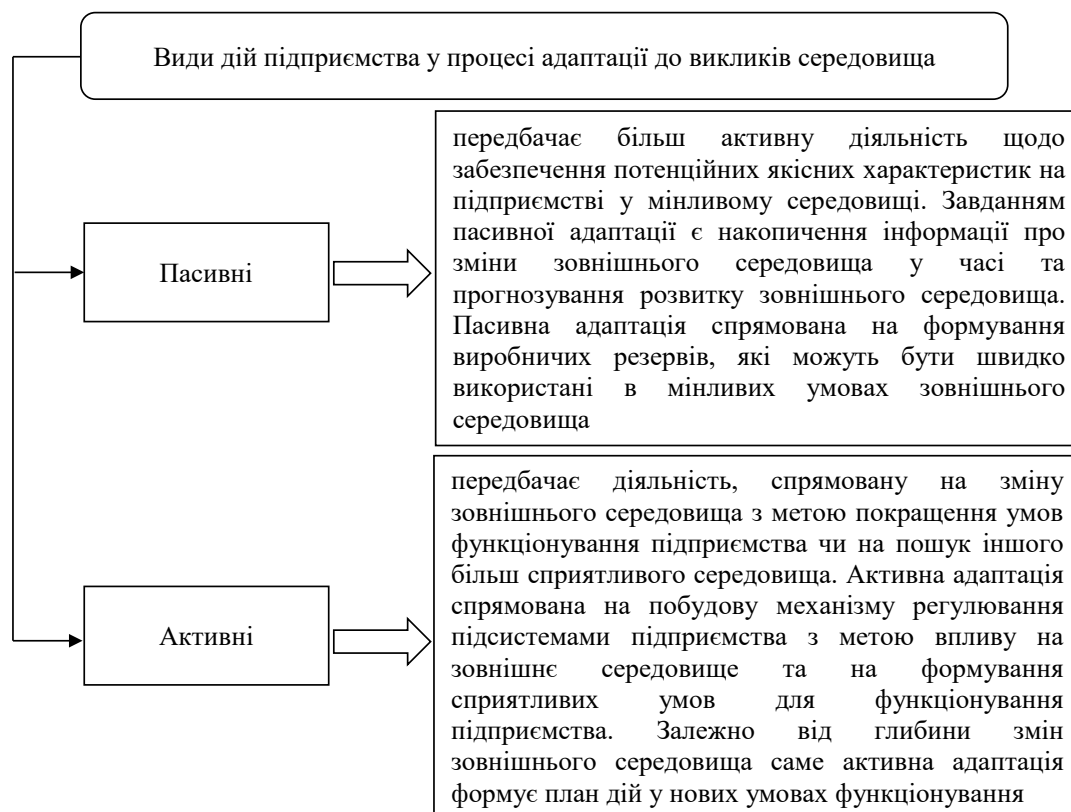 Види дій підприємства у процесі адаптації до викликів середовища
Пасивні
передбачає більш активну діяльність щодо
забезпечення потенційних якісних характеристик на
підприємстві у мінливому середовищі. Завданням
пасивної адаптації є накопичення інформації про
зміни зовнішнього середовища у часі та
прогнозування розвитку зовнішнього середовища.
Пасивна адаптація спрямована на формування
виробничих резервів, які можуть бути швидко
використані в мінливих умовах зовнішнього
середовища
Активні
передбачає діяльність, спрямовану на зміну
зовнішнього середовища з метою покращення умов
функціонування підприємства чи на пошук іншого
більш сприятливого середовища. Активна адаптація
спрямована на побудову механізму регулювання
підсистемами підприємства з метою впливу на
зовнішнє середовище та на формування
сприятливих умов для функціонування
підприємства. Залежно від глибини змін
зовнішнього середовища саме активна адаптація
формує план дій у нових умовах функціонування